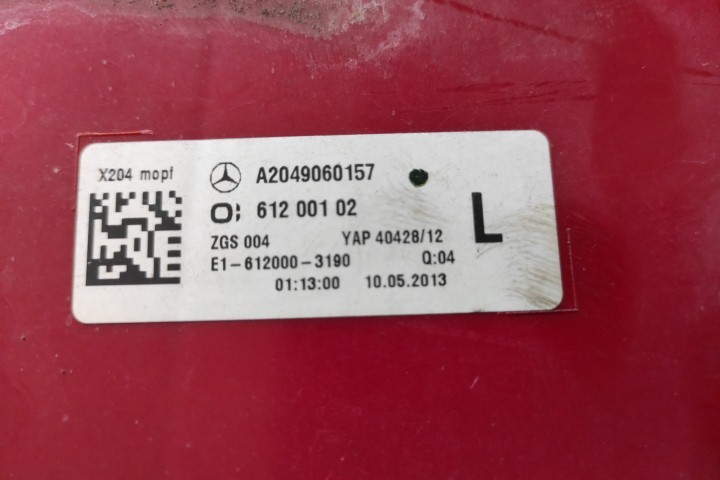 X204 mopf
A2049060157
612 001 02
L
ZGS 004 YAP 40428/12
E1-612000-3190 Q:04
01:13:00 10.05.2013